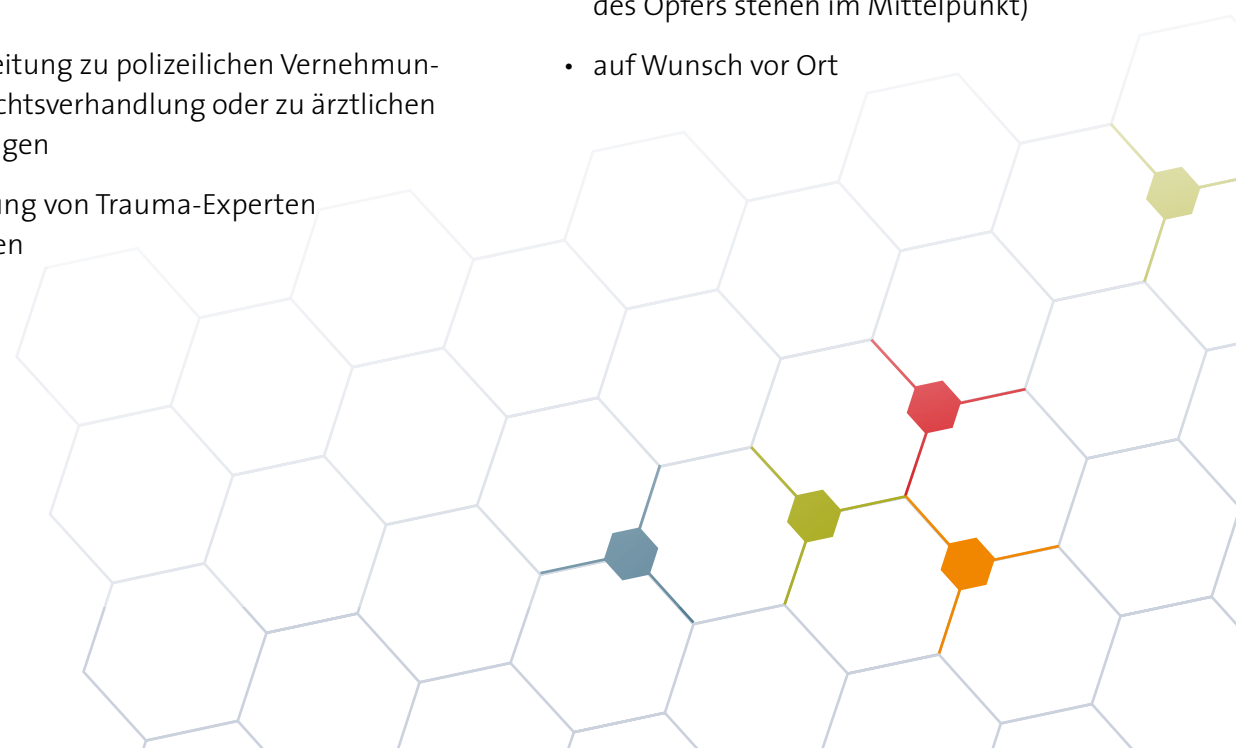 eitung zu polizeilichen Vernehmun-
chtsverhandlung oder zu ärztlichen
gen
ung von Trauma-Experten
en
des Opfers stehen im Mittelpunkt)
• auf Wunsch vor Ort